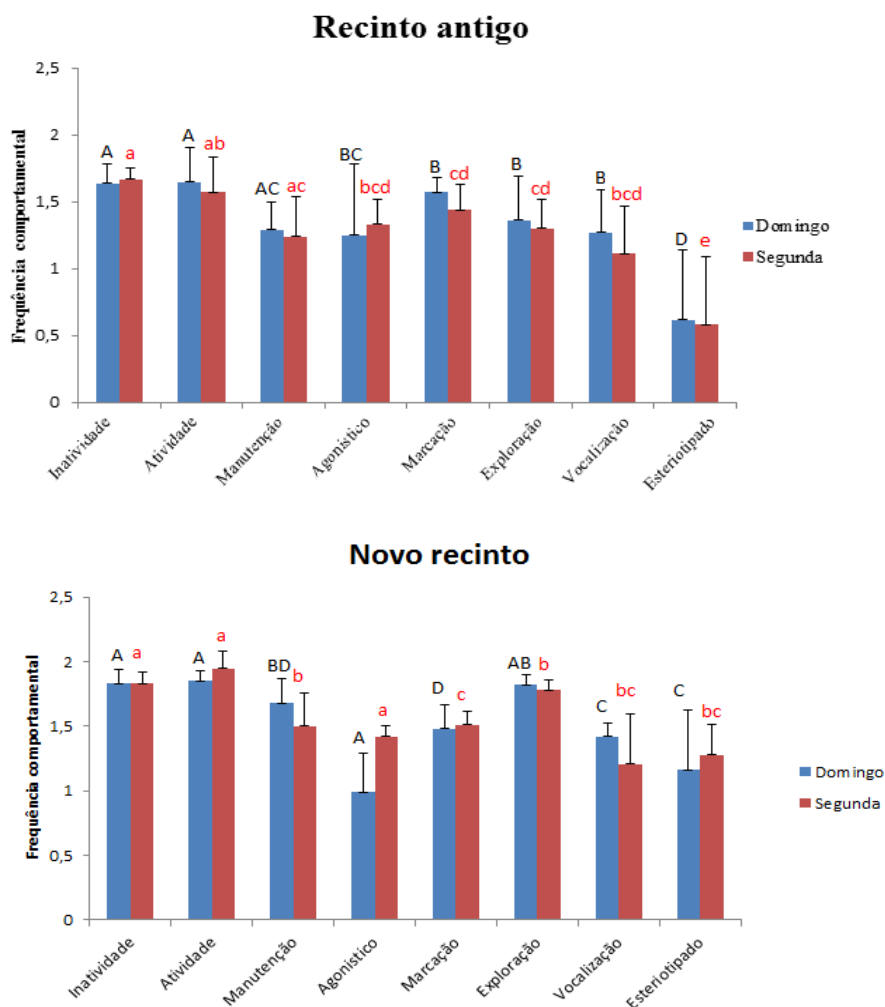 Recinto antigo
Frequência comportamental
2,5
2
1,5
1
0,5
0
A a
A ab
AC ac
BC bcd
B cd
B cd
B bcd
D e
Inatividade
Atividade
Manutenção
Agonístico
Marcação
Exploração
Vocalização
Esteriotipado
Domingo
Segunda
Novo recinto
Frequência comportamental
2,5
2
1,5
1
0,5
0
A a
A a
BD b
A a
D c
AB b
C bc
C bc
Inatividade
Atividade
Manutenção
Agonístico
Marcação
Exploração
Vocalização
Esteriotipado
Domingo
Segunda